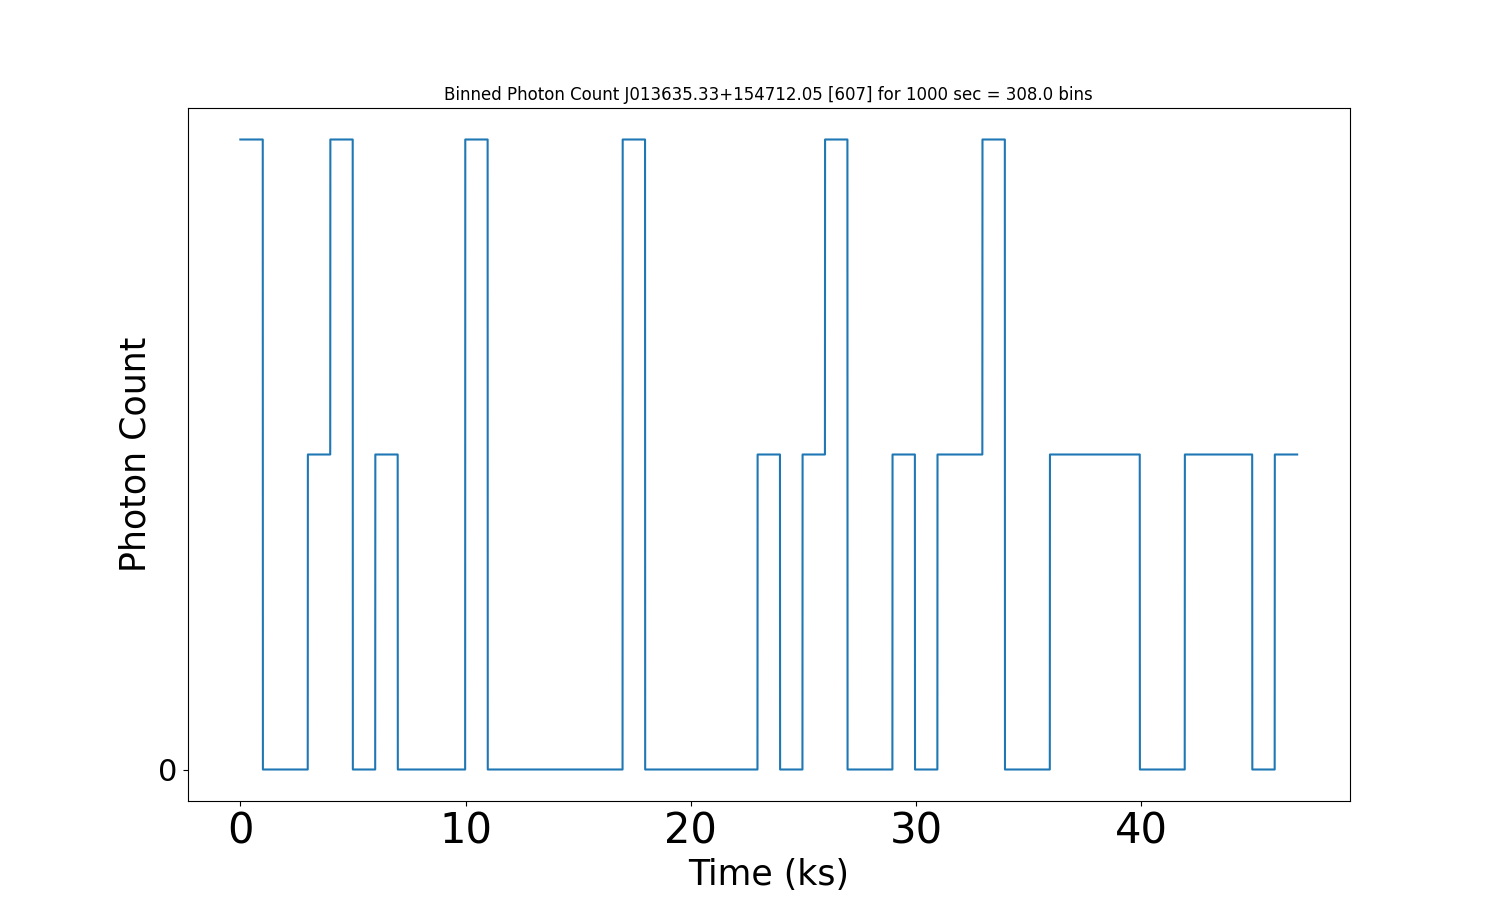 Binned Photon Count J013635.33+154712.05 [607] for 1000 sec = 308.0 bins
Photon Count
0
0 10 20 30 40
Time (ks)